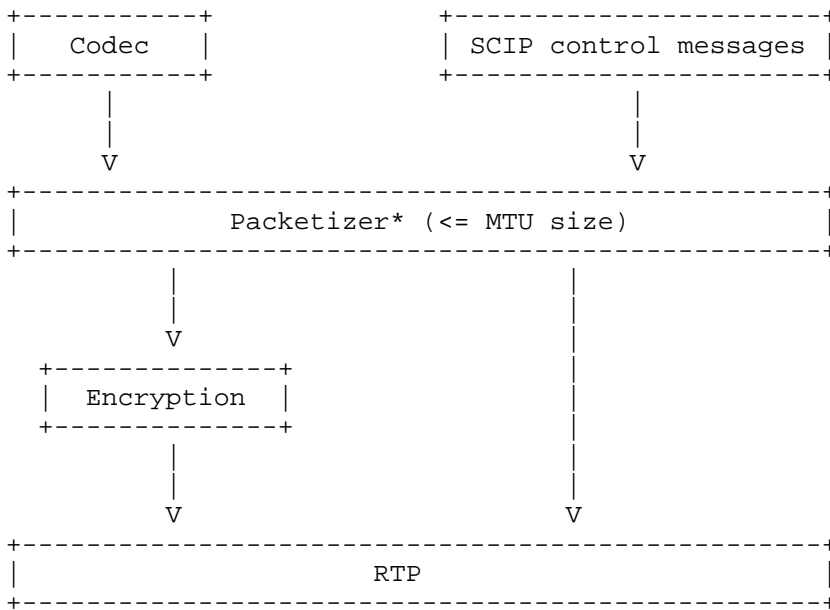 Codec SCIP control messages
Packetizer* (<= MTU size)
Encryption
RTP